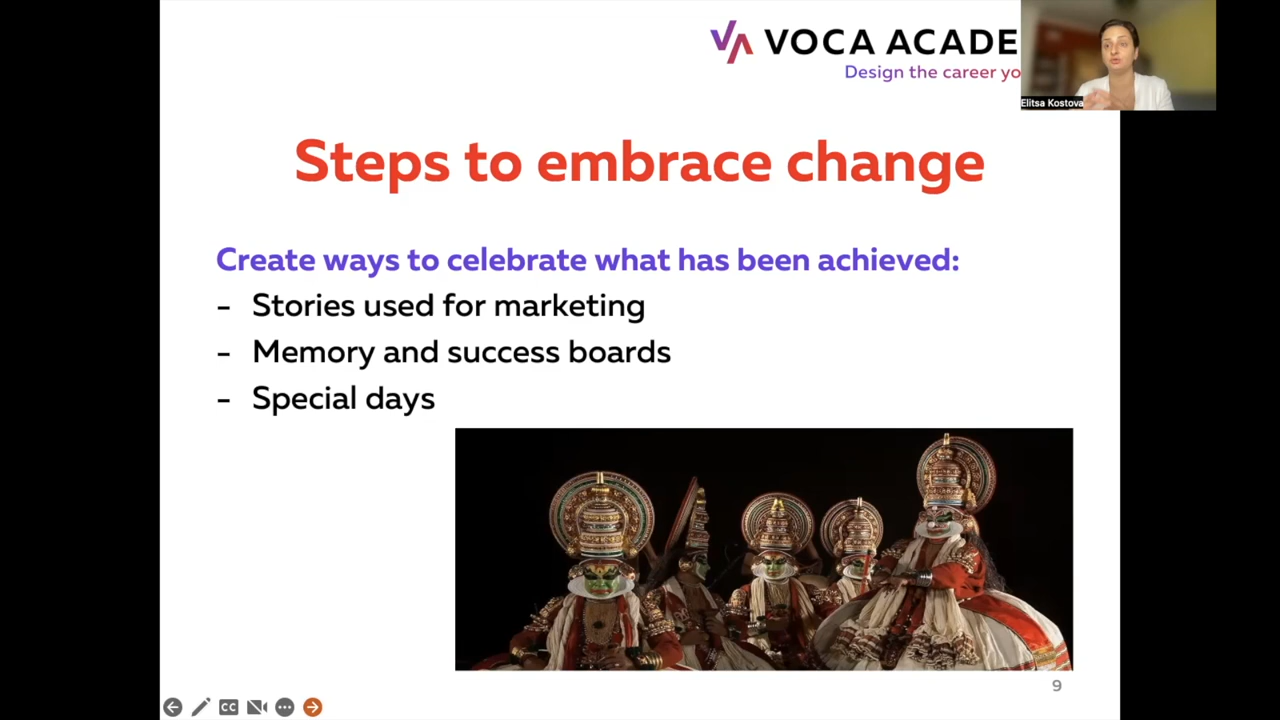 VOCA ACADE
Design the career yo
Elitsa Kostova
Steps to embrace change
Create ways to celebrate what has been achieved:
- Stories used for marketing
- Memory and success boards
- Special days
9
CC